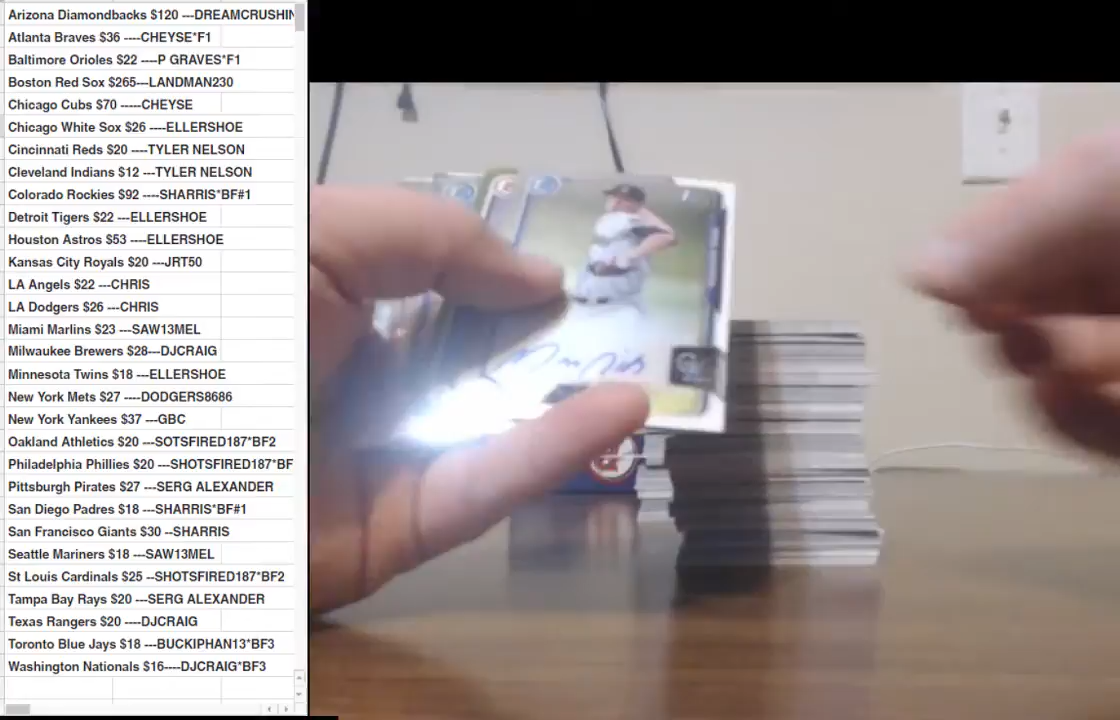 Arizona Diamondbacks $120 ---DREAMCRUSHIN
Atlanta Braves $36 ----CHEYSE*F1
Baltimore Orioles $22 ----P GRAVES*F1
Boston Red Sox $265---LANDMAN230
Chicago Cubs $70 -----CHEYSE
Chicago White Sox $26 ----ELLERSHOE
Cincinnati Reds $20 ----TYLER NELSON
Cleveland Indians $12 ---TYLER NELSON
Colorado Rockies $92 ----SHARRIS*BF#1
Detroit Tigers $22 ---ELLERSHOE
Houston Astros $53 ----ELLERSHOE
Kansas City Royals $20 ---JRT50
LA Angels $22 ---CHRIS
LA Dodgers $26 ---CHRIS
Miami Marlins $23 ---SAW13MEL
Milwaukee Brewers $28---DJCRAIG
Minnesota Twins $18 ---ELLERSHOE
New York Mets $27 ----DODGERS8686
New York Yankees $37 ---GBC
Oakland Athletics $20 ---SOTSFIRED187*BF2
Philadelphia Phillies $20 ---SHOTSFIRED187*BF
Pittsburgh Pirates $27 ---SERG ALEXANDER
San Diego Padres $18 ---SHARRIS*BF#1
San Francisco Giants $30 --SHARRIS
Seattle Mariners $18 ---SAW13MEL
St Louis Cardinals $25 --SHOTSFIRED187*BF2
Tampa Bay Rays $20 ---SERG ALEXANDER
Texas Rangers $20 ----DJCRAIG
Toronto Blue Jays $18 ---BUCKIPHAN13*BF3
Washington Nationals $16----DJCRAIG*BF3